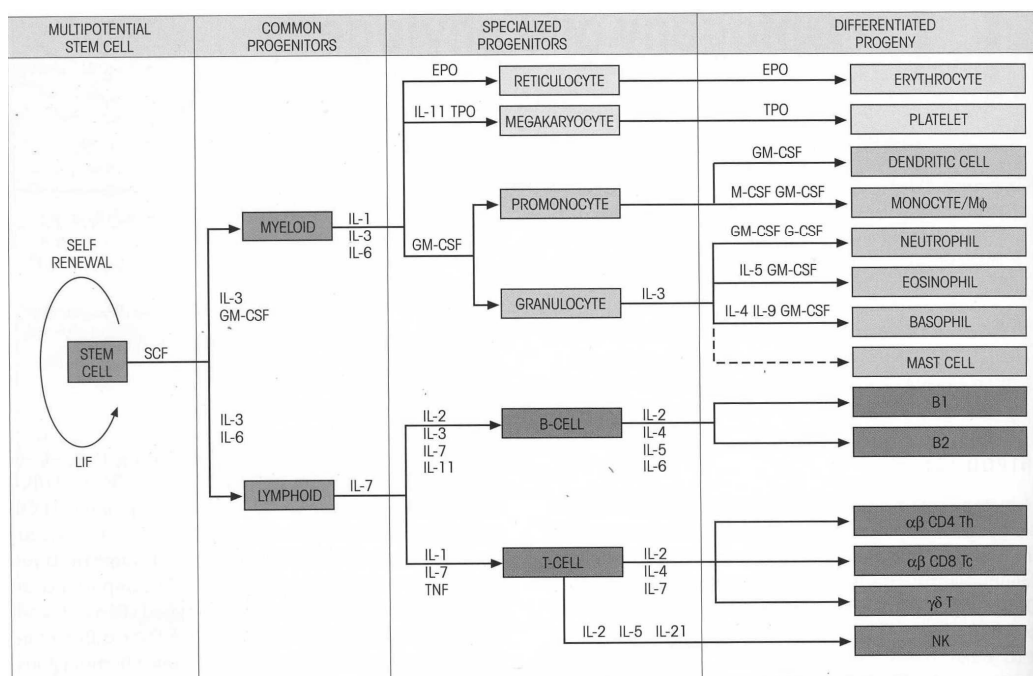 MULTIPOTENTIAL
STEM CELL
COMMON
PROGENITORS
SPECIALIZED
PROGENITORS
DIFFERENTIATED
PROGENY
EPO
RETICULOCYTE
EPO
ERYTHROCYTE
IL-11 TPO
MEGAKARYOCYTE
TPO
PLATELET
GM-CSF
DENDRITIC CELL
PROMONOCYTE
M-CSF GM-CSF
MONOCYTE/Mϕ
MYELOID
IL-1
IL-3
IL-6
GM-CSF
GM-CSF G-CSF
NEUTROPHIL
IL-5 GM-CSF
EOSINOPHIL
GRANULOCYTE
IL-3
IL-4 IL-9 GM-CSF
BASOPHIL
MAST CELL
SELF
RENEWAL
IL-3
GM-CSF
STEM
CELL
SCF
IL-3
IL-6
LIF
LYMPHOID
IL-7
IL-2
IL-3
IL-7
IL-11
B-CELL
IL-2
IL-4
IL-5
IL-6
B1
B2
IL-1
IL-7
TNF
T-CELL
IL-2
IL-4
IL-7
αβ CD4 Th
αβ CD8 Tc
γδ T
IL-2 IL-5 IL-21
NK